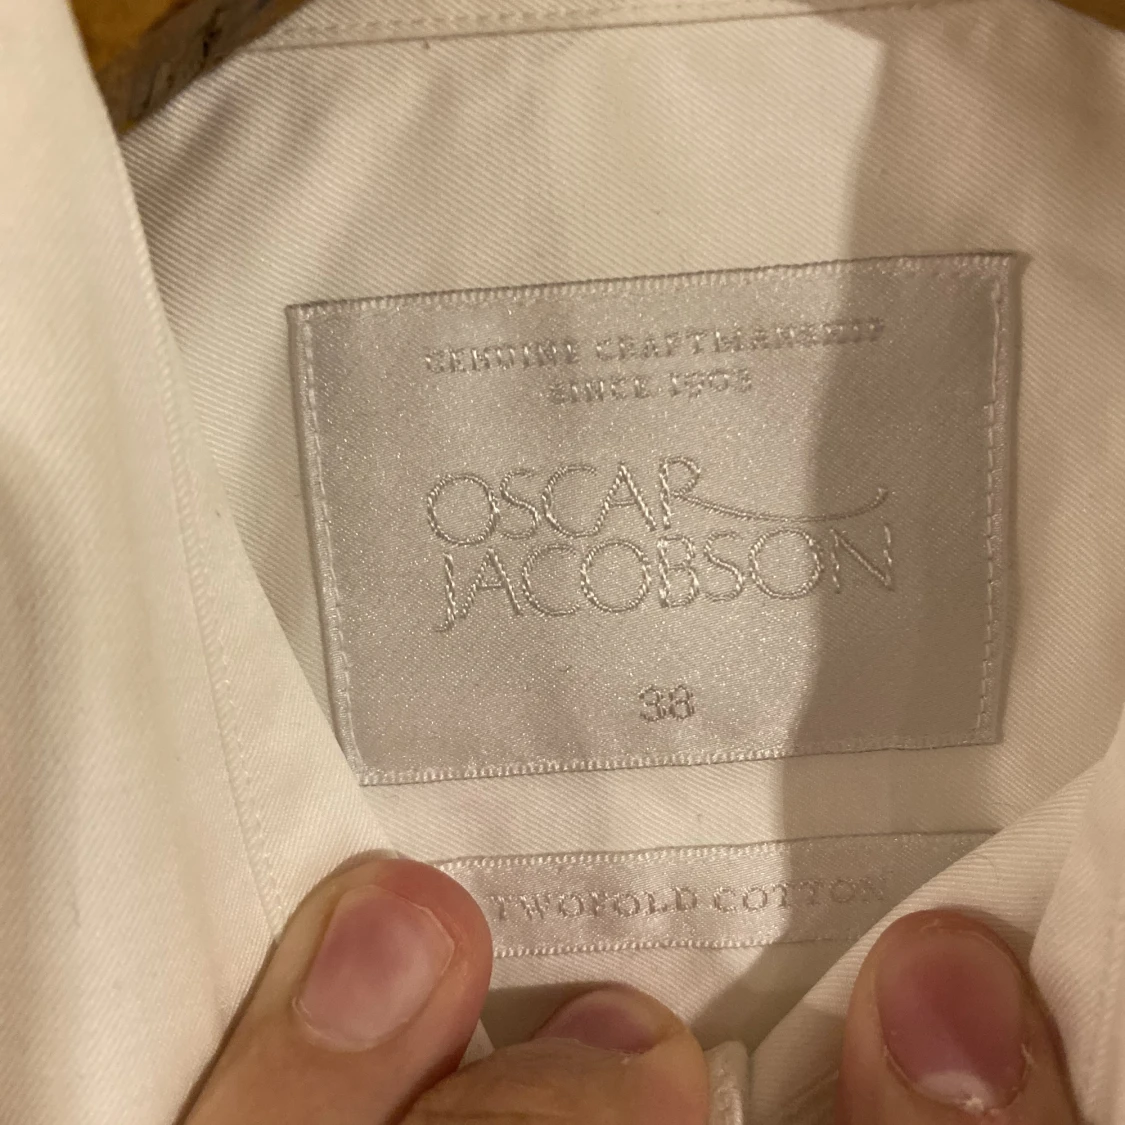 GENUINE CRAFTMANSHIP
SINCE 1903
OSCAR
JACOBSON
38
TWOFOLD COTTON